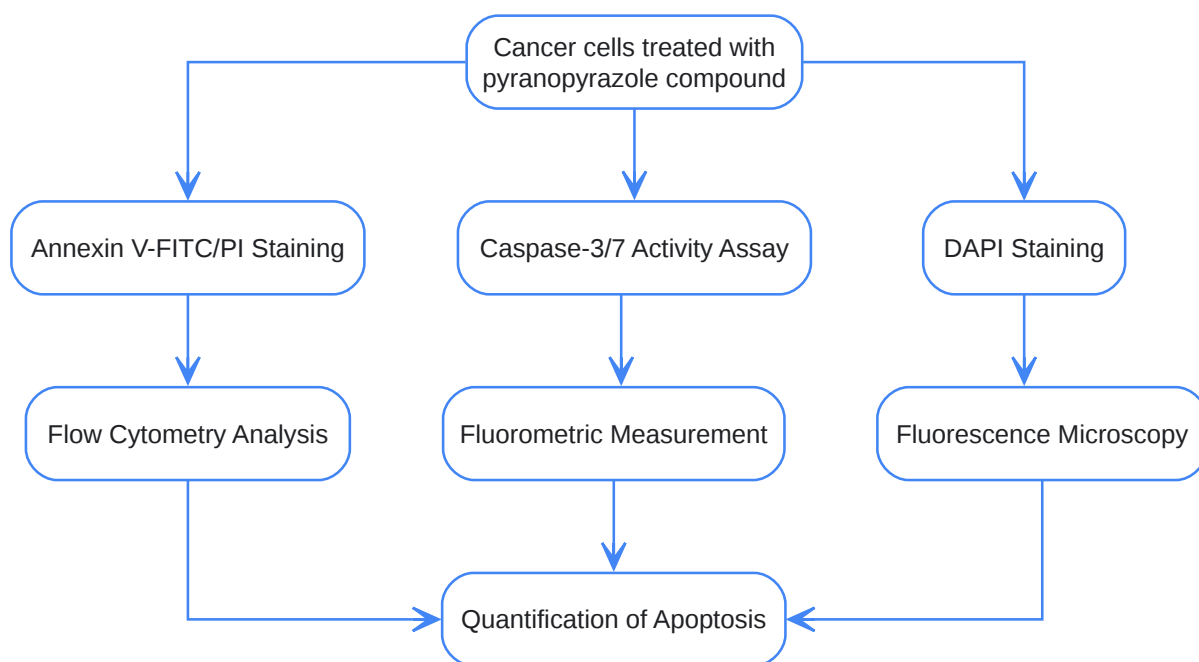 Cancer cells treated with
pyranopyrazole compound
Annexin V-FITC/PI Staining
Caspase-3/7 Activity Assay
DAPI Staining
Flow Cytometry Analysis
Fluorometric Measurement
Fluorescence Microscopy
Quantification of Apoptosis